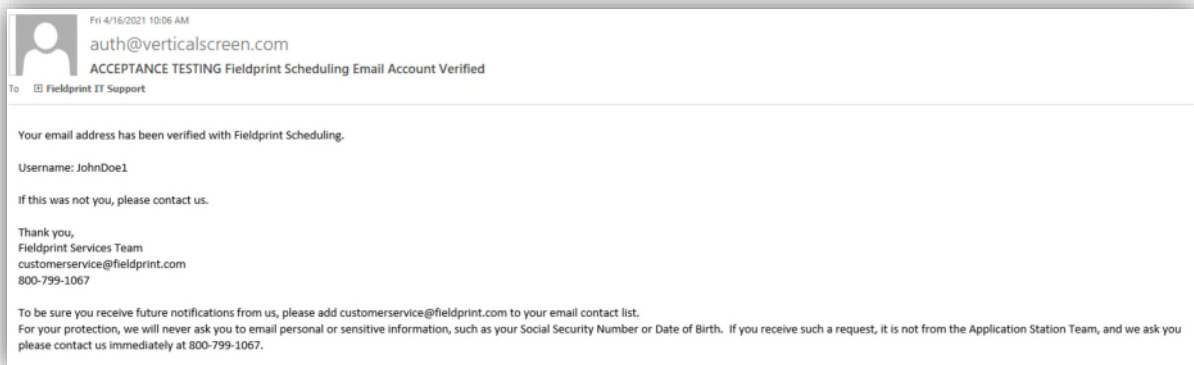 Fri 4/16/2021 10:06 AM
auth@verticalscreen.com
ACCEPTANCE TESTING Fieldprint Scheduling Email Account Verified
To Fieldprint IT Support
Your email address has been verified with Fieldprint Scheduling.
Username: JohnDoe1
If this was not you, please contact us.
Thank you,
Fieldprint Services Team
customerservice@fieldprint.com
800-799-1067
To be sure you receive future notifications from us, please add customerservice@fieldprint.com to your email contact list.
For your protection, we will never ask you to email personal or sensitive information, such as your Social Security Number or Date of Birth.  If you receive such a request, it is not from the Application Station Team, and we ask you
please contact us immediately at 800-799-1067.